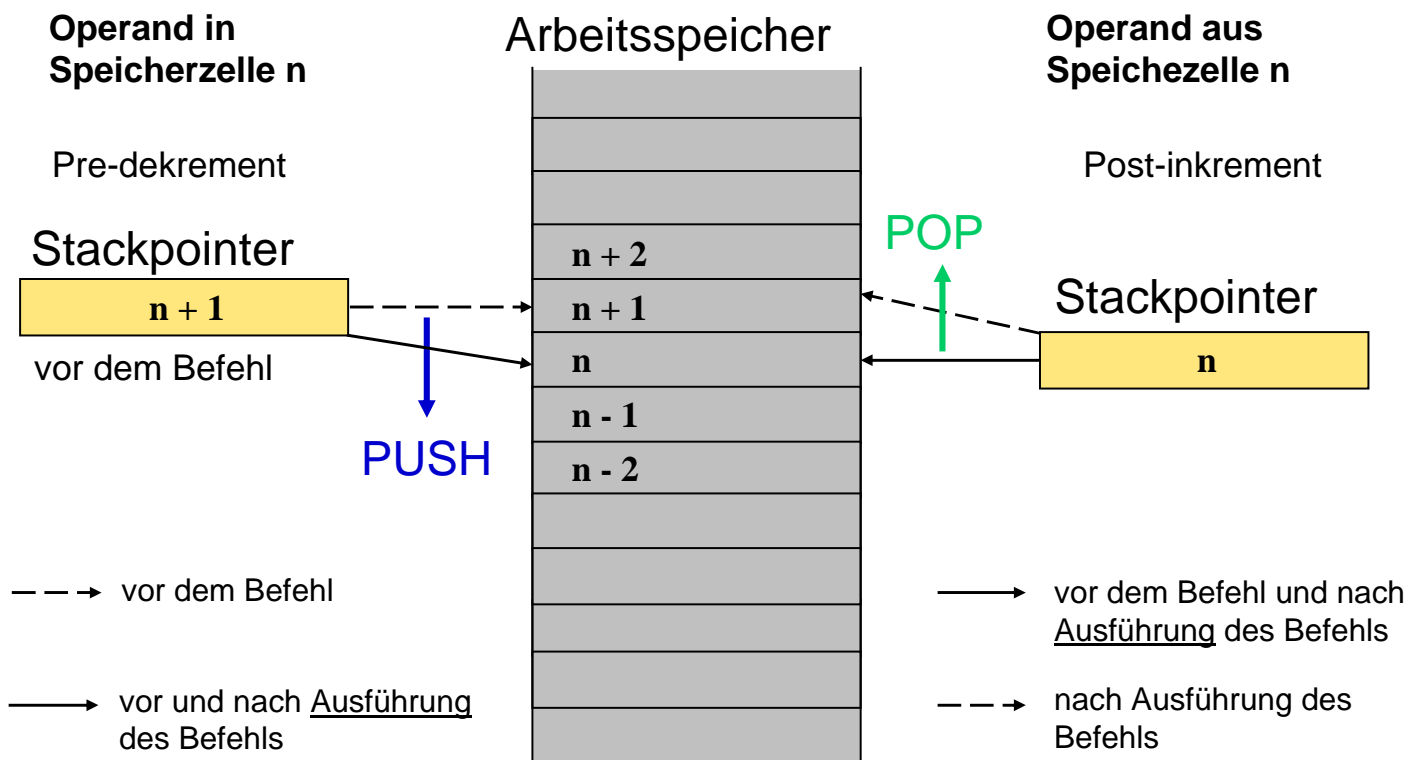 Operand in
Speicherzelle n
Arbeitsspeicher
Operand aus
Speichezelle n
Pre-dekrement
Post-inkrement
Stackpointer
n + 1
vor dem Befehl
PUSH
n + 2
n + 1
n
n - 1
n - 2
POP
Stackpointer
n
vor dem Befehl
vor und nach Ausführung
des Befehls
vor dem Befehl und nach
Ausführung des Befehls
nach Ausführung des
Befehls